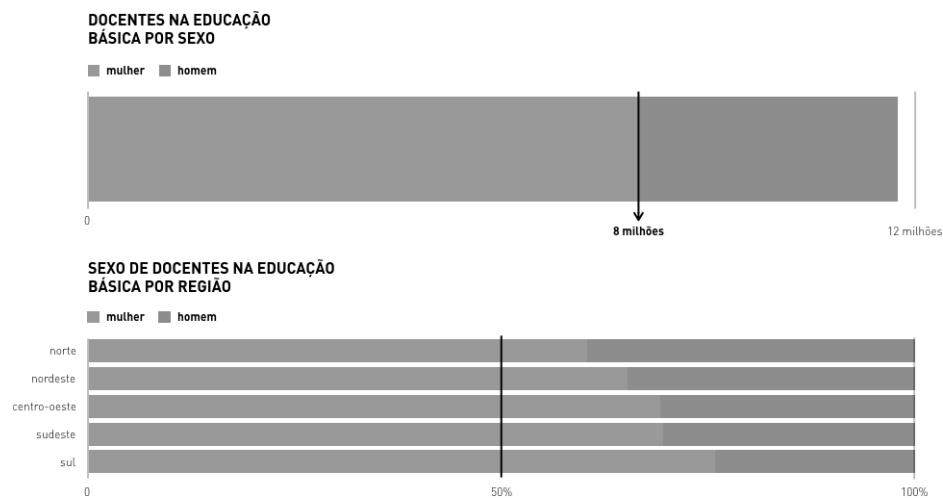 DOCENTES NA EDUCAÇÃO
BÁSICA POR SEXO
mulher homem
0
8 milhões
12 milhões
SEXO DE DOCENTES NA EDUCAÇÃO
BÁSICA POR REGIÃO
mulher homem
norte
nordeste
centro-oeste
sudeste
sul
0 50% 100%